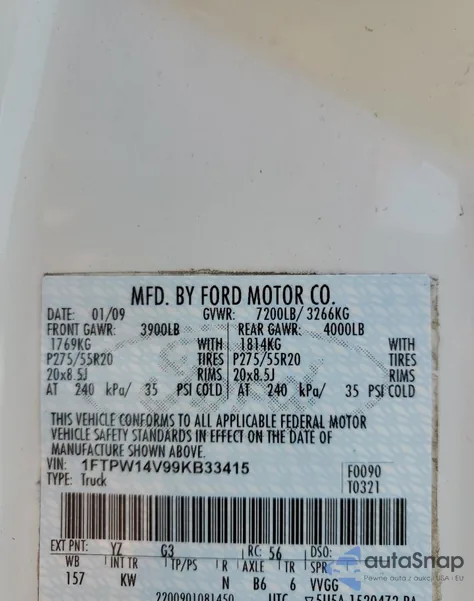 MFD. BY FORD MOTOR CO.
DATE: 01/09 GVWR: 7200LB/ 3266KG
FRONT GAWR: 3900LB REAR GAWR: 4000LB
1769KG WITH 1814KG WITH
P275/55R20 TIRES P275/55R20 TIRES
20x8.5J RIMS 20x8.5J RIMS
AT 240 kPa/ 35 PSI COLD AT 240 kPa/ 35 PSI COLD
THIS VEHICLE CONFORMS TO ALL APPLICABLE FEDERAL MOTOR
VEHICLE SAFETY STANDARDS IN EFFECT ON THE DATE OF
MANUFACTURE SHOWN ABOVE.
VIN: 1FTPW14V99KB33415
TYPE: Truck
F0090
T0321
EXT PNT: YZ G3 RC: 56 DSO:
WB INT TR TP/PS R AXLE TR SPR
157 KW N B6 6 VVGG
2200901081450 UTC
autoSnap